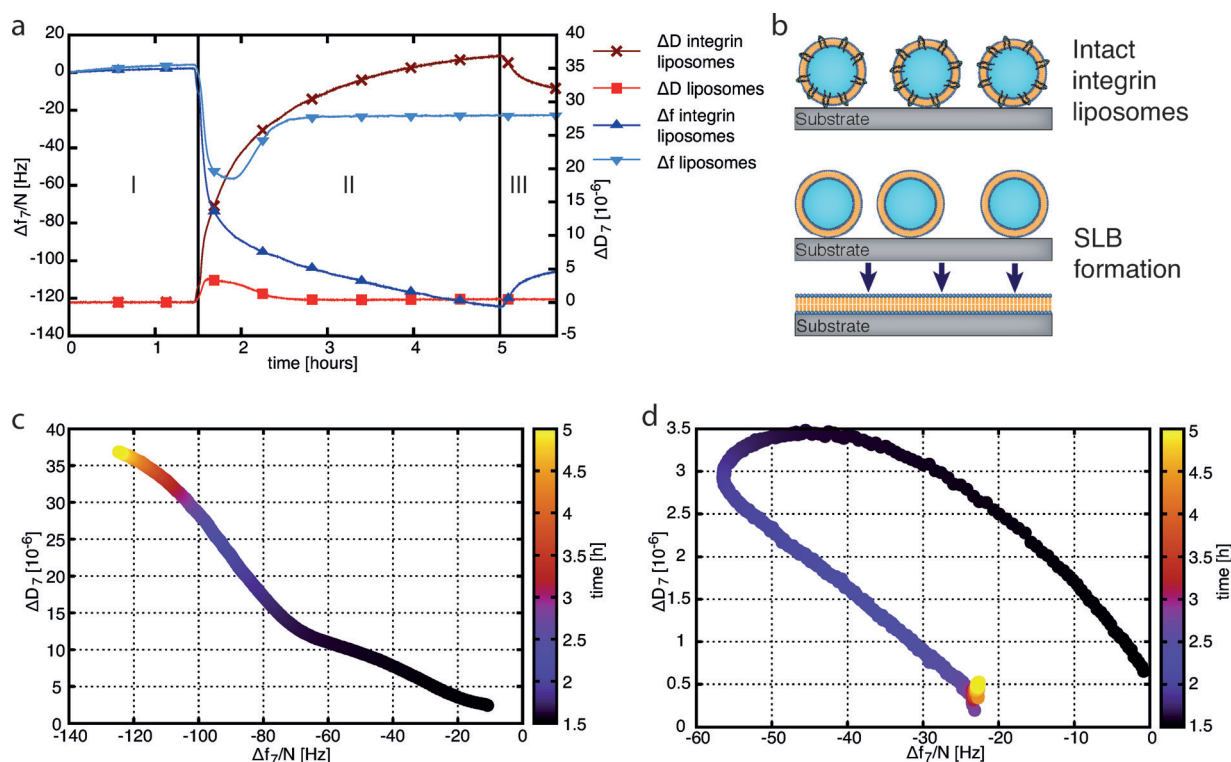 a
20
0
-20
-40
-60
-80
-100
-120
-140
Δf₇/N [Hz]
0
1
2
3
4
5
time [hours]
I
II
III
40
35
30
25
20
15
10
5
0
-5
ΔD₇ [10⁻⁶]
ΔD integrin
liposomes
ΔD liposomes
Δf integrin
liposomes
Δf liposomes
b
Substrate
Intact
integrin
liposomes
Substrate
SLB
formation
Substrate
c
40
35
30
25
20
15
10
5
0
ΔD₇ [10⁻⁶]
-140
-120
-100
-80
-60
-40
-20
0
Δf₇/N [Hz]
5
4.5
4
3.5
3
2.5
2
1.5
time [h]
d
3.5
3
2.5
2
1.5
1
0.5
0
ΔD₇ [10⁻⁶]
-60
-50
-40
-30
-20
-10
0
Δf₇/N [Hz]
5
4.5
4
3.5
3
2.5
2
1.5
time [h]